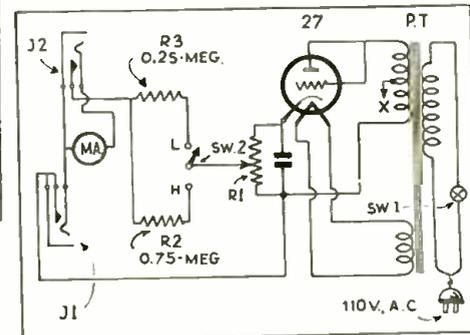 27
P.T
J2
R3
0.25-MEG.
X
MA
L
SW.2
H
R1
SW 1
R2
0.75-MEG
J1
110V., A.C